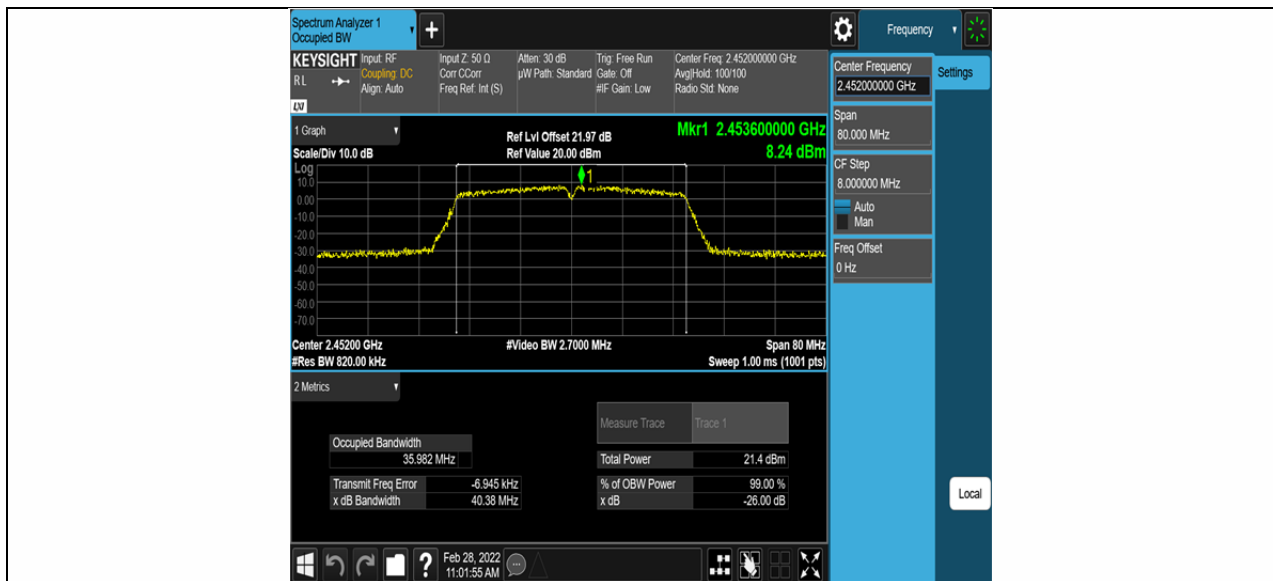 Spectrum Analyzer 1
Occupied BW
+
Frequency
KEYSIGHT
RL
LXI
Input: RF
Coupling: DC
Align: Auto
Input Z: 50 Ω
Corr CCorr
Freq Ref: Int (S)
Atten: 30 dB
µW Path: Standard
Trig: Free Run
Gate: Off
#IF Gain: Low
Center Freq: 2.452000000 GHz
Avg|Hold: 100/100
Radio Std: None
Center Frequency
2.452000000 GHz
Settings
Span
80.000 MHz
CF Step
8.000000 MHz
Auto
Man
Freq Offset
0 Hz
Local
1 Graph
Scale/Div 10.0 dB
Ref Lvl Offset 21.97 dB
Ref Value 20.00 dBm
Mkr1 2.453600000 GHz
8.24 dBm
Log
10.0
0.00
-10.0
-20.0
-30.0
-40.0
-50.0
-60.0
-70.0
1
Center 2.45200 GHz
#Res BW 820.00 kHz
#Video BW 2.7000 MHz
Span 80 MHz
Sweep 1.00 ms (1001 pts)
2 Metrics
Measure Trace Trace 1
Occupied Bandwidth
35.982 MHz
Total Power 21.4 dBm
Transmit Freq Error -6.945 kHz
% of OBW Power 99.00 %
x dB Bandwidth 40.38 MHz
x dB -26.00 dB
?
Feb 28, 2022
11:01:55 AM